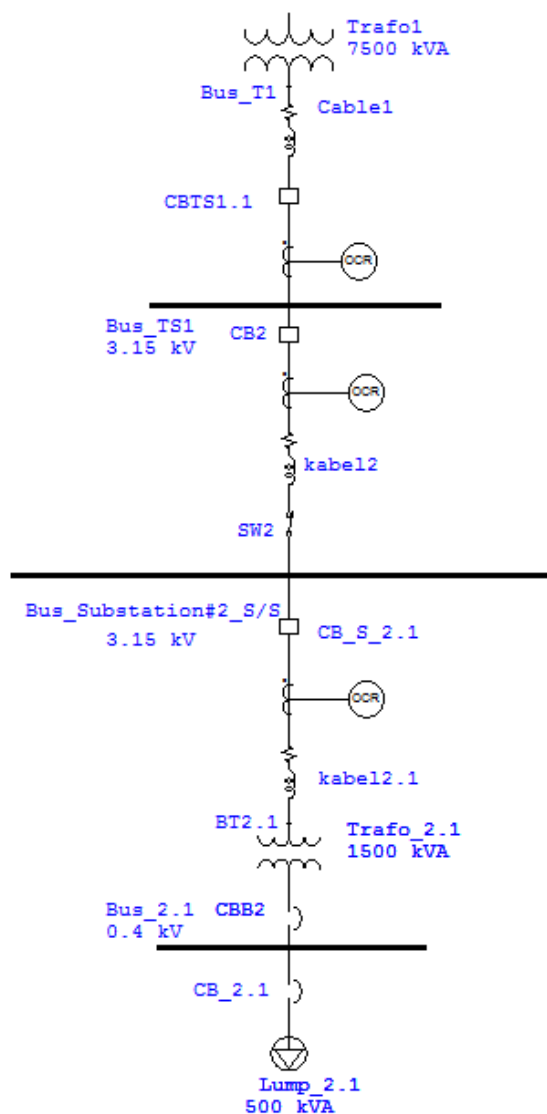 Trafo1
7500 kVA
Bus_T1
Cable1
CBTS1.1
OCR
Bus_TS1
3.15 kV
CB2
OCR
kabel2
SW2
Bus_Substation#2_S/S
3.15 kV
CB_S_2.1
OCR
kabel2.1
BT2.1
Trafo_2.1
1500 kVA
Bus_2.1
0.4 kV
CBB2
CB_2.1
Lump_2.1
500 kVA